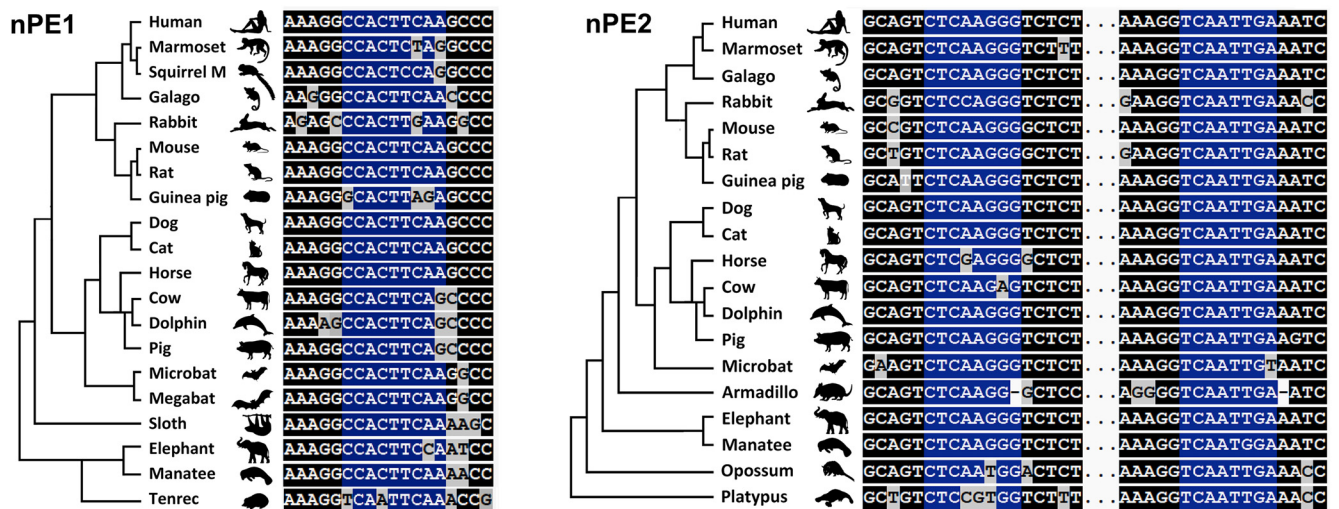 nPE1
Human AAAGGCCACTTCAAGCCC
Marmoset AAAGGCCACTCTAGGCCC
Squirrel M AAAGGCCACTCCAGGCCC
Galago AAGGGCCACTTCAACCCC
Rabbit AGAGCCCACTTGAAGGCC
Mouse AAAGGCCACTTCAAGCCC
Rat AAAGGCCACTTCAAGCCC
Guinea pig AAAGGGCACTTAGAGCCC
Dog AAAGGCCACTTCAAGCCC
Cat AAAGGCCACTTCAAGCCC
Horse AAAGGCCACTTCAAGCCC
Cow AAAGGCCACTTCAGCCCC
Dolphin AAAAGCCACTTCAGCCCC
Pig AAAGGCCACTTCAGCCCC
Microbat AAAGGCCACTTCAAGGCC
Megabat AAAGGCCACTTCAAGGCC
Sloth AAAGGCCACTTCAAAAGC
Elephant AAAGGCCACTTCCAATCC
Manatee AAAGGCCACTTCAAAACC
Tenrec AAAGGTCAATTCAAACCG
nPE2
Human GCAGTCTCAAGGGTCTCT...AAAGGTCAATTGAAATC
Marmoset GCAGTCTCAAGGGTCTTT...AAAGGTCAATTGAAATC
Galago GCAGTCTCAAGGGTCTCT...AAAGGTCAATTGAAATC
Rabbit GCGGTCTCCAGGGTCTCT...GAAGGTCAATTGAAACC
Mouse GCCGTCTCAAGGGGCTCT...AAAGGTCAATTGAAATC
Rat GCTGTCTCAAGGGGCTCT...GAAGGTCAATTGAAATC
Guinea pig GCATTCTCAAGGGTCTCT...AAAGGTCAATTGAAATC
Dog GCAGTCTCAAGGGTCTCT...AAAGGTCAATTGAAATC
Cat GCAGTCTCAAGGGTCTCT...AAAGGTCAATTGAAATC
Horse GCAGTCTCGAGGGGCTCT...AAAGGTCAATTGAAATC
Cow GCAGTCTCAAGAGTCTCT...AAAGGTCAATTGAAATC
Dolphin GCAGTCTCAAGGGTCTCT...AAAGGTCAATTGAAATC
Pig GCAGTCTCAAGGGTCTCT...AAAGGTCAATTGAAGTC
Microbat GAAGTCTCAAGGGTCTCT...AAAGGTCAATTGTAATC
Armadillo GCAGTCTCAAGG-GCTCC...AGGGGTCAATTGA-ATC
Elephant GCAGTCTCAAGGGTCTCT...AAAGGTCAATTGAAATC
Manatee GCAGTCTCAAGGGTCTCT...AAAGGTCAATGGAAATC
Opossum GCAGTCTCAATGGACTCT...AAAGGTCAATTGAAACC
Platypus GCTGTCTCCGTGGTCTTT...AAAGGTCAATTGAAACC